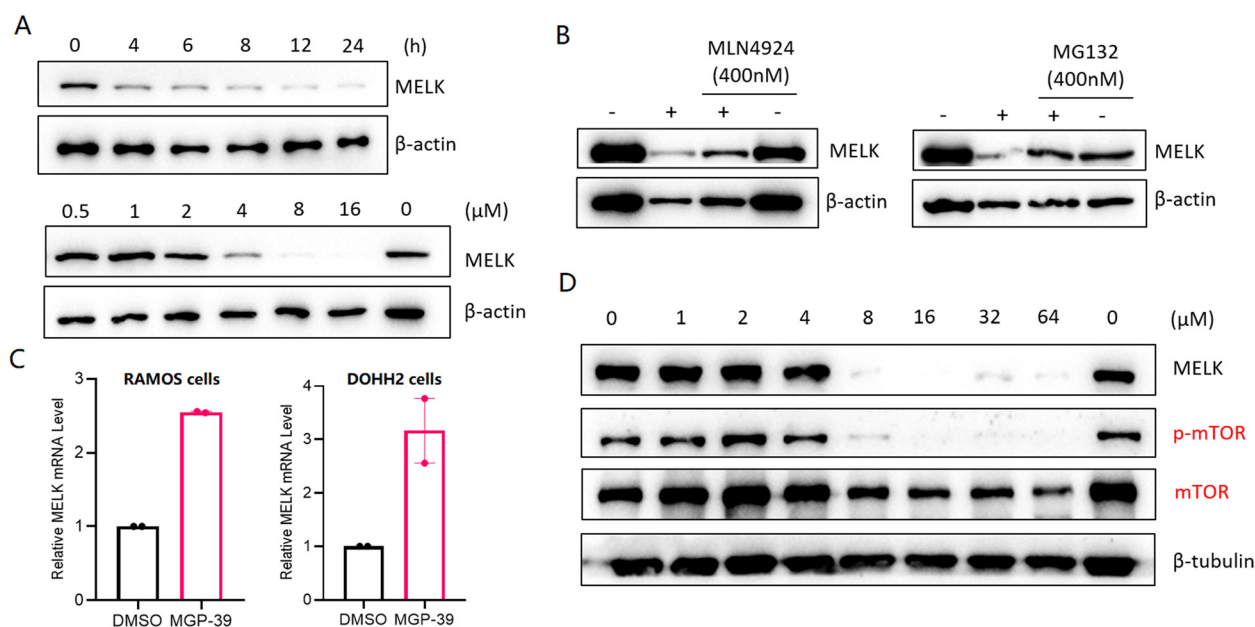 A
0 4 6 8 12 24 (h)
MELK
β-actin
0.5 1 2 4 8 16 0 (μM)
MELK
β-actin
B
MLN4924
(400nM)
- + + -
MELK
β-actin
MG132
(400nM)
- + + -
MELK
β-actin
C
RAMOS cells
Relative MELK mRNA Level
3
2
1
0
DMSO MGP-39
DOHH2 cells
Relative MELK mRNA Level
4
3
2
1
0
DMSO MGP-39
D
0 1 2 4 8 16 32 64 0 (μM)
MELK
p-mTOR
mTOR
β-tubulin